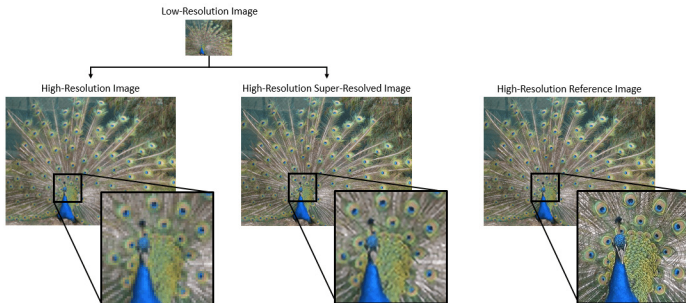 Low-Resolution Image
High-Resolution Image
High-Resolution Super-Resolved Image
High-Resolution Reference Image